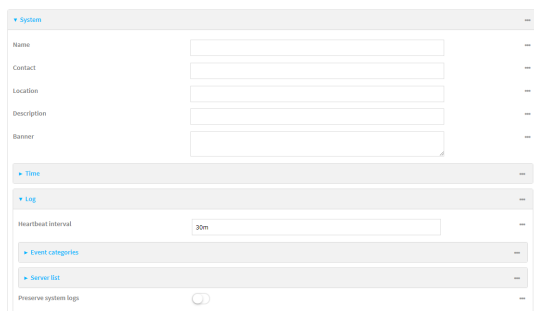 System
Name
Contact
Location
Description
Banner
Time
Log
Heartbeat interval
30m
Event categories
Server list
Preserve system logs